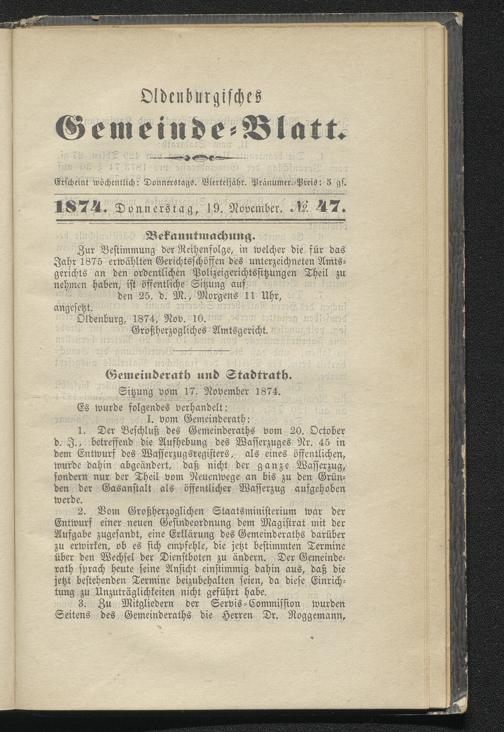 Oldenburgisches
Gemeinde-Blatt.
Erscheint wöchentlich: Donnerstags. Vierteljähr. Pränumer.-Preis: 5 gs.
1874. Donnerstag, 19. November. № 47.
Bekanntmachung.
Zur Bestimmung der Reihenfolge, in welcher die für das
Jahr 1875 erwählten Gerichtsschöffen des unterzeichneten Amts-
gerichts an den ordentlichen Polizeigerichtssitzungen Theil zu
nehmen haben, ist öffentliche Sitzung auf
den 25. d. M., Morgens 11 Uhr,
angesetzt.
Oldenburg, 1874, Nov. 10.
Großherzogliches Amtsgericht.
Gemeinderath und Stadtrath.
Sitzung vom 17. November 1874.
Es wurde folgendes verhandelt:
I. vom Gemeinderath:
1. Der Beschluß des Gemeinderaths vom 20. October
d. J., betreffend die Aufhebung des Wasserzuges Nr. 45 in
dem Entwurf des Wasserzugsregisters, als eines öffentlichen,
wurde dahin abgeändert, daß nicht der ganze Wasserzug,
sondern nur der Theil vom Neuenwege an bis zu den Grün-
den der Gasanstalt als öffentlicher Wasserzug aufgehoben
werde.
2. Vom Großherzoglichen Staatsministerium war der
Entwurf einer neuen Gesindeordnung dem Magistrat mit der
Aufgabe zugesandt, eine Erklärung des Gemeinderaths darüber
zu erwirken, ob es sich empfehle, die jetzt bestimmten Termine
über den Wechsel der Dienstboten zu ändern. Der Gemeinde-
rath sprach heute seine Ansicht einstimmig dahin aus, daß die
jetzt bestehenden Termine beizubehalten seien, da diese Einrich-
tung zu Unzuträglichkeiten nicht geführt habe.
3. Zu Mitgliedern der Servis-Commission wurden
Seitens des Gemeinderaths die Herren Dr. Roggemann,